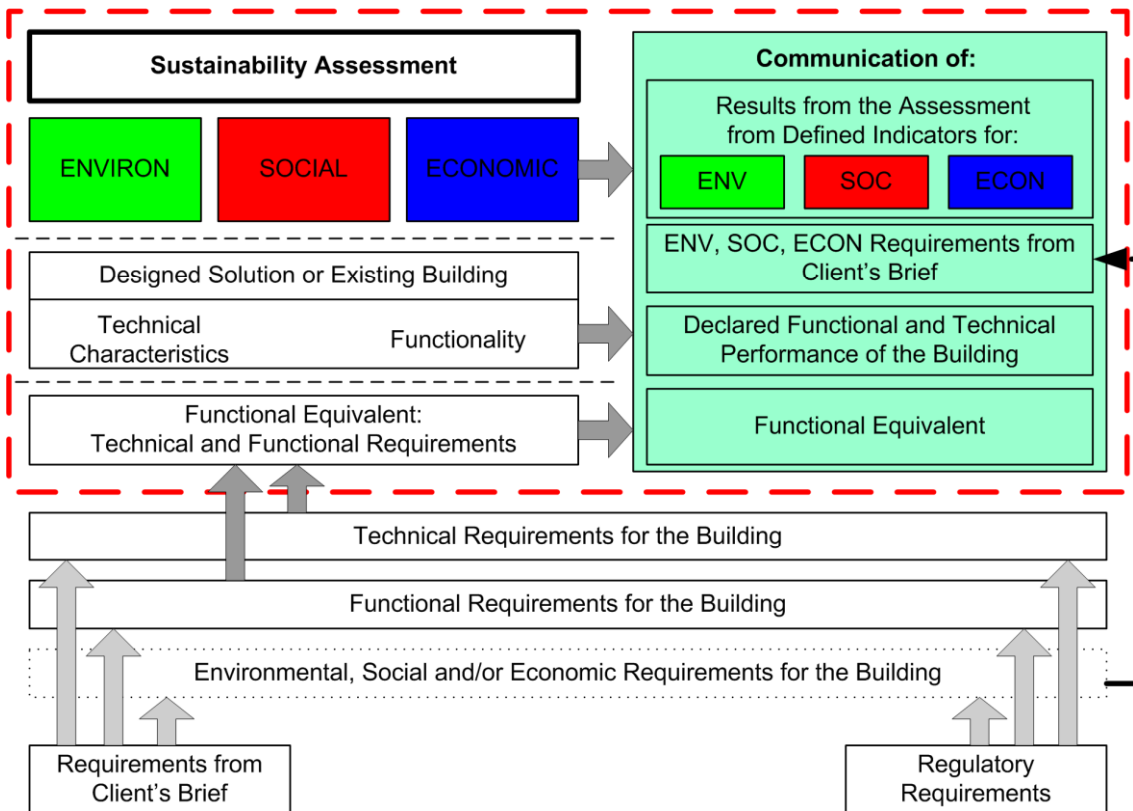 Sustainability Assessment
ENVIRON
SOCIAL
ECONOMIC
Designed Solution or Existing Building
Technical
Characteristics
Functionality
Functional Equivalent:
Technical and Functional Requirements
Communication of:
Results from the Assessment
from Defined Indicators for:
ENV
SOC
ECON
ENV, SOC, ECON Requirements from
Client's Brief
Declared Functional and Technical
Performance of the Building
Functional Equivalent
Technical Requirements for the Building
Functional Requirements for the Building
Environmental, Social and/or Economic Requirements for the Building
Requirements from
Client's Brief
Regulatory
Requirements